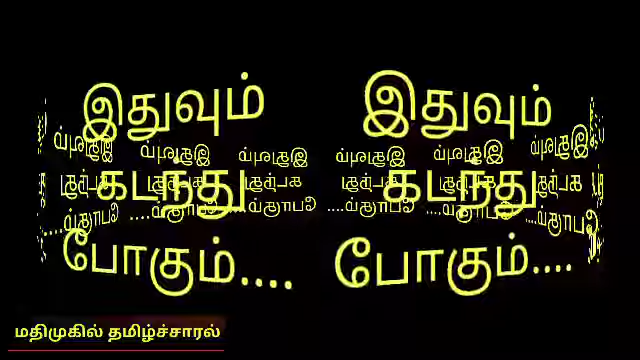 இதுவும் இதுவும்
கடந்து கடந்து
போகும்.... போகும்....
மதிமுகில் தமிழ்ச்சாரல்